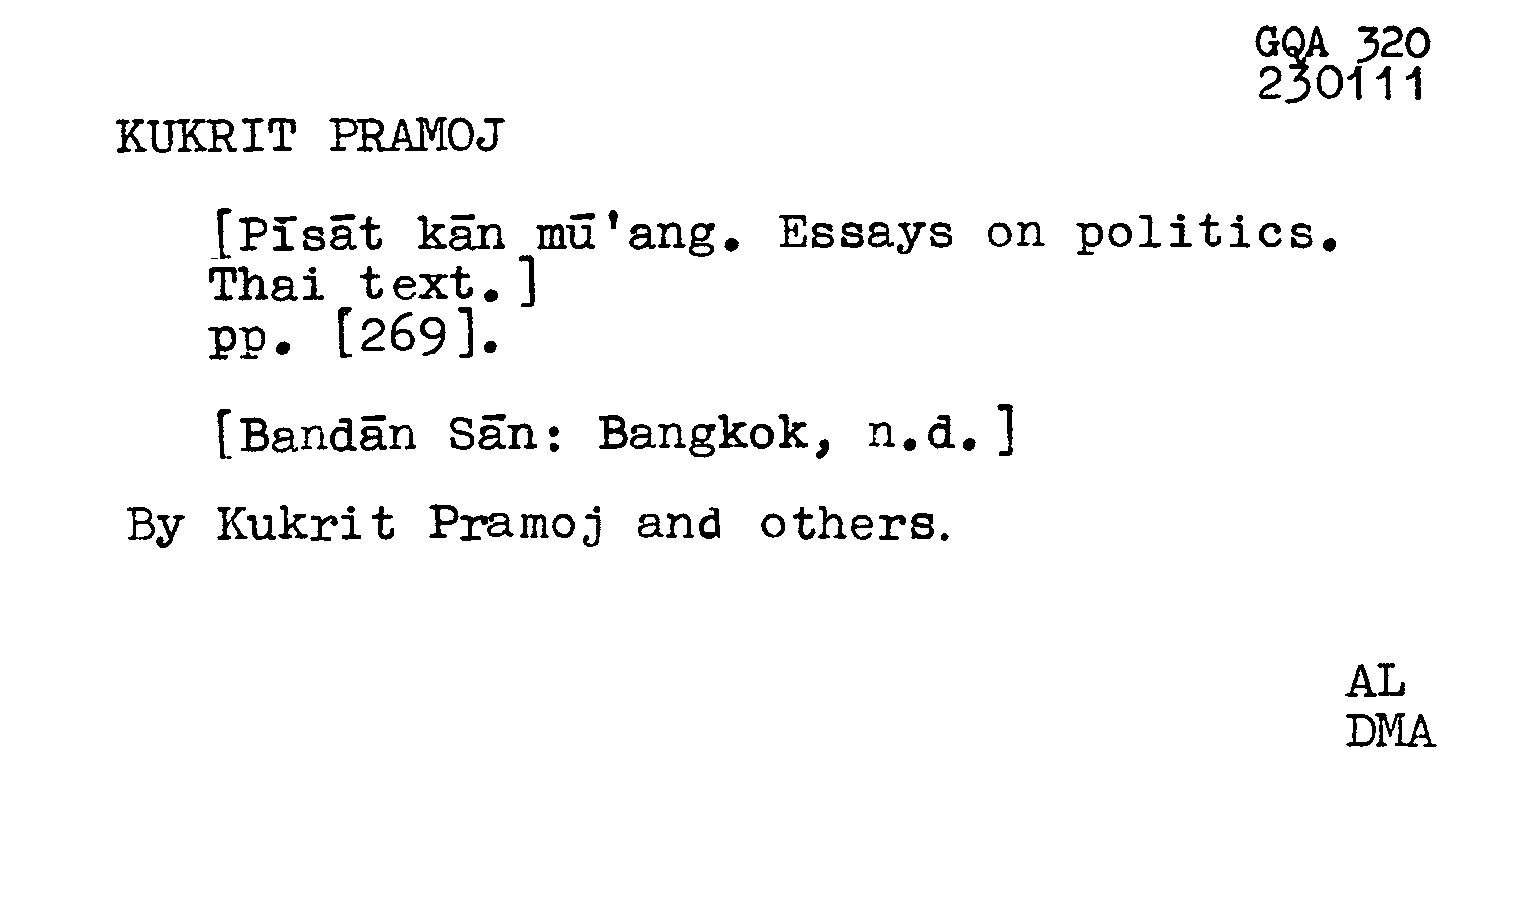 GQA 320
230111
KUKRIT PRAMOJ
[Pīsāt kān mū'ang. Essays on politics.
Thai text.]
pp. [269].
[Bandān Sān: Bangkok, n.d.]
By Kukrit Pramoj and others.
AL
DMA